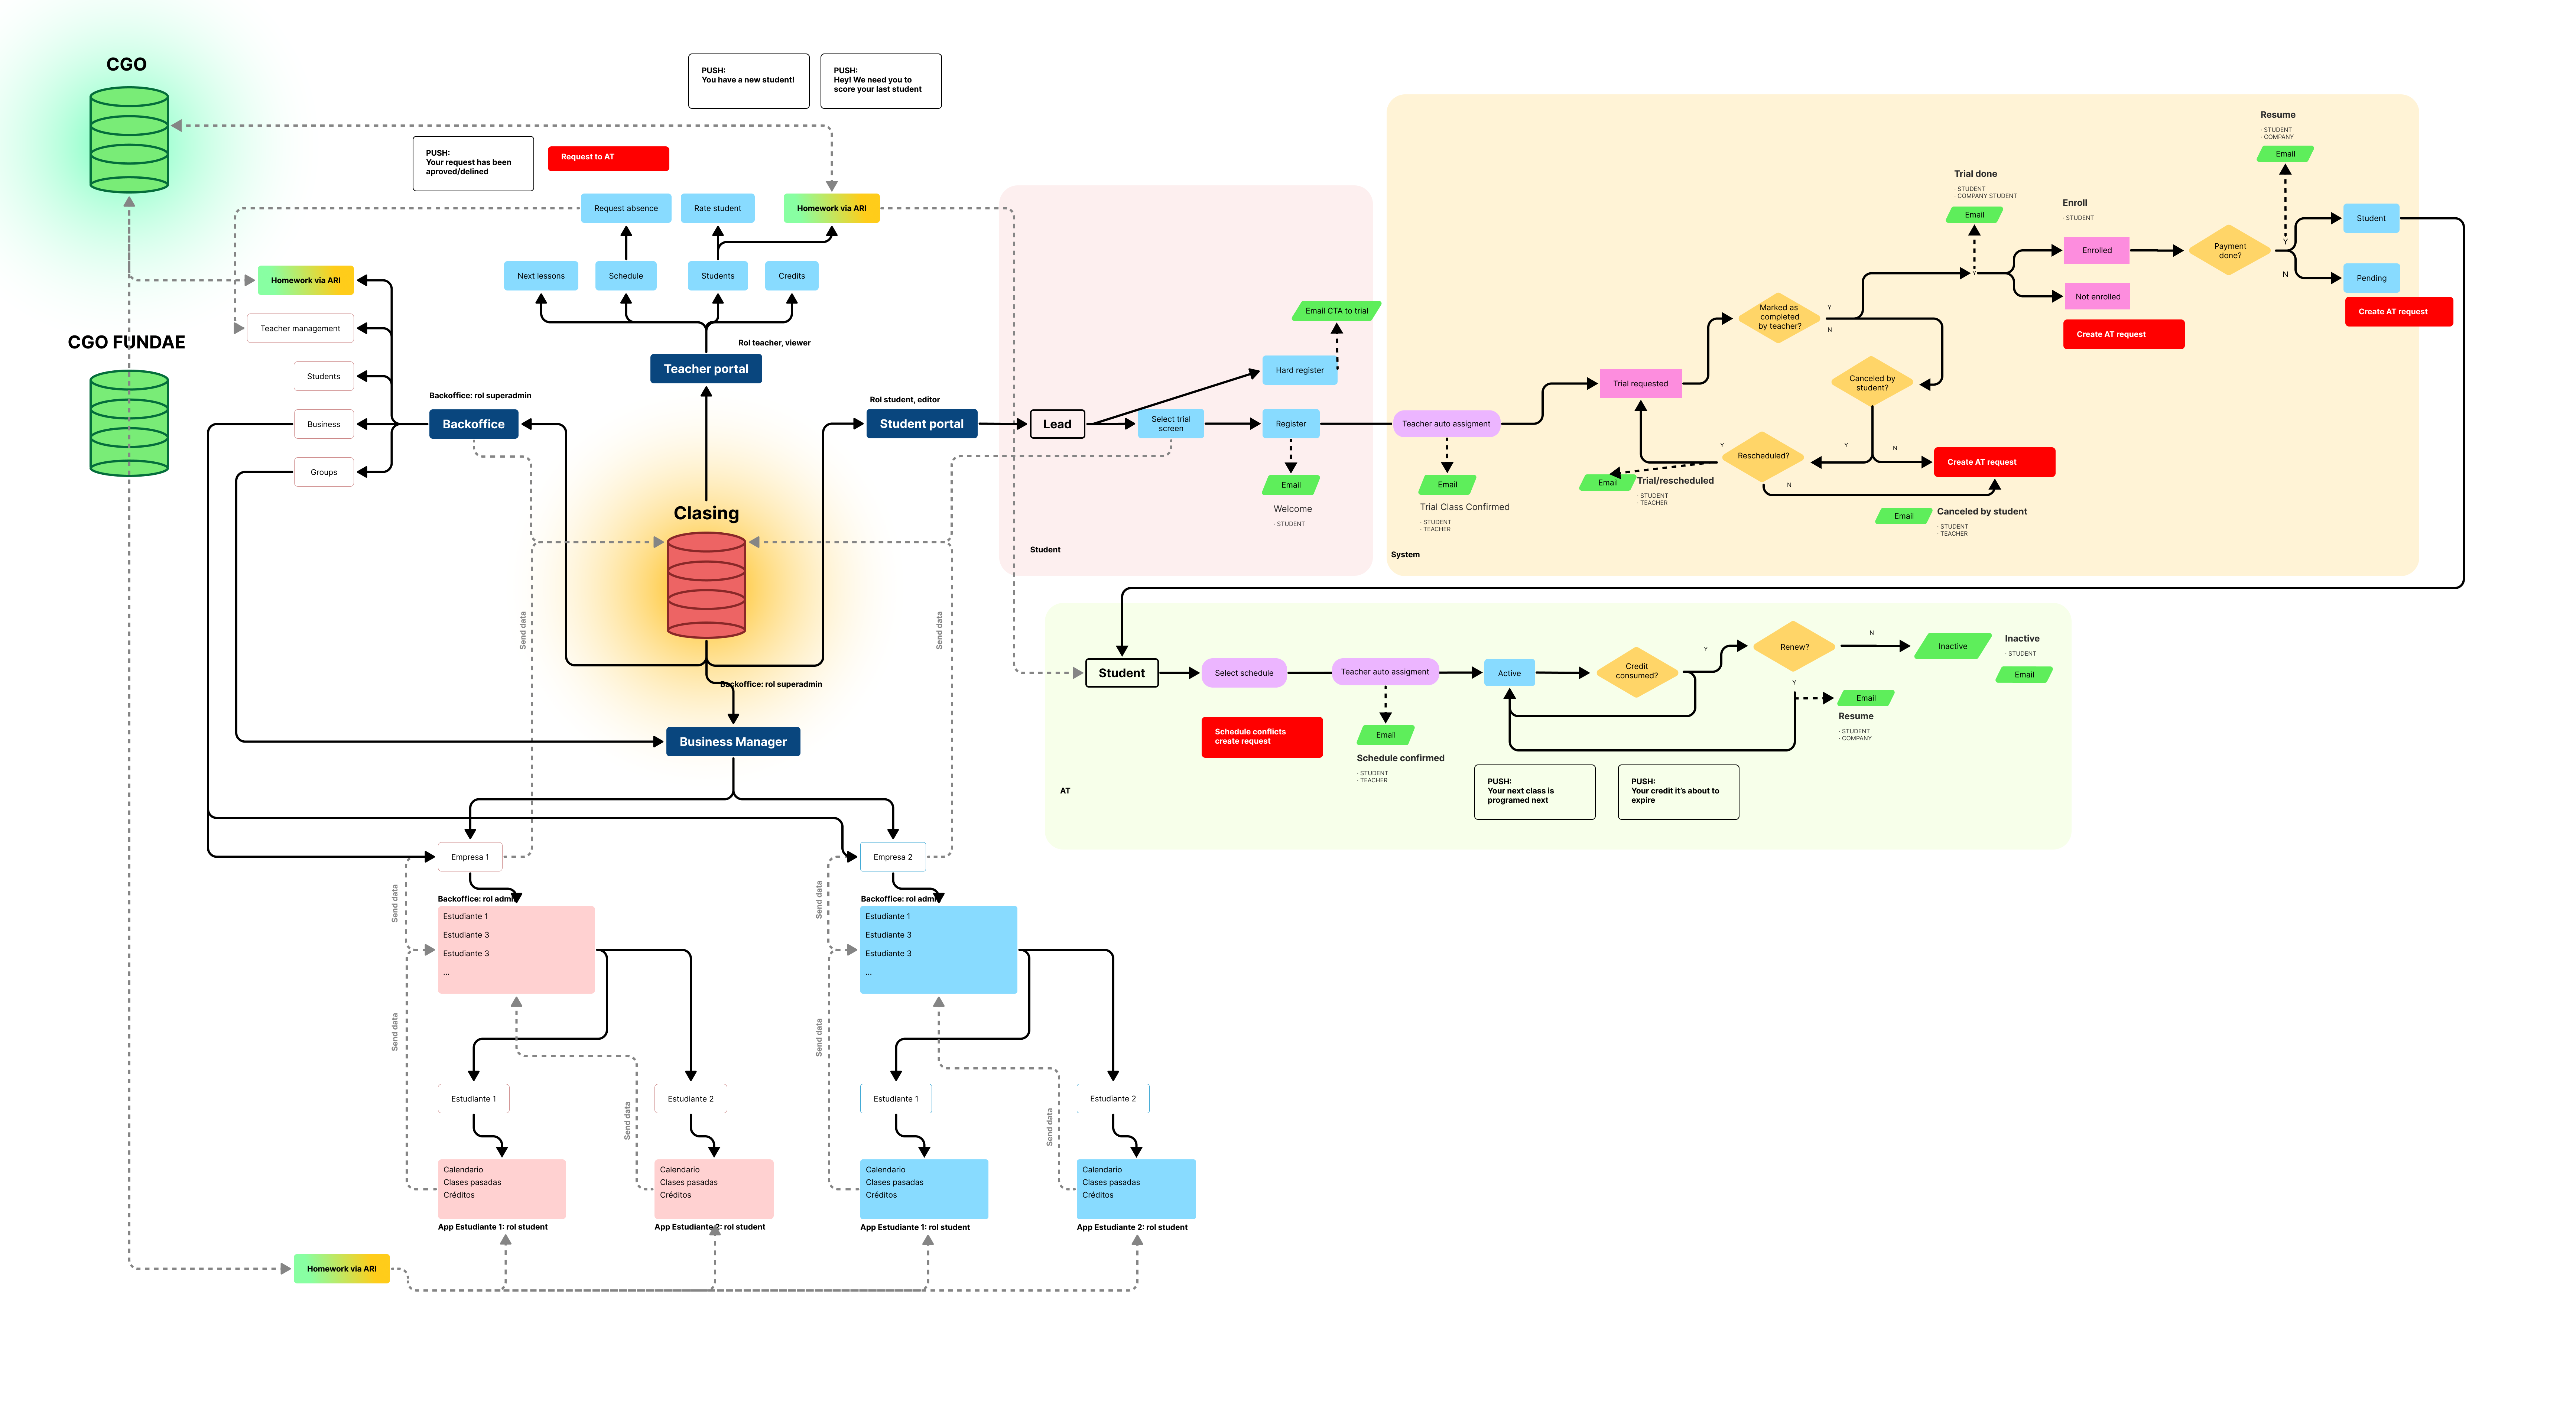 CGO
PUSH:
You have a new student!
PUSH:
Hey! We need you to
score your last student
PUSH:
Your request has been
aproved/delined
Request to AT
Request absence
Rate student
Homework via ARI
Next lessons
Schedule
Students
Credits
Homework via ARI
Teacher management
Students
Business
Groups
CGO FUNDAE
Rol teacher, viewer
Teacher portal
Backoffice: rol superadmin
Backoffice
Rol student, editor
Student portal
Clasing
Send data
Send data
Backoffice: rol superadmin
Business Manager
Lead
Select trial
screen
Hard register
Email CTA to trial
Register
Email
Welcome
· STUDENT
Student
Teacher auto assigment
Email
Trial Class Confirmed
· STUDENT
· TEACHER
System
Trial requested
Marked as
completed
by teacher?
Y
N
Canceled by
student?
Y
N
Rescheduled?
Y
N
Email
Trial/rescheduled
· STUDENT
· TEACHER
Create AT request
Email
Canceled by student
· STUDENT
· TEACHER
Trial done
· STUDENT
· COMPANY STUDENT
Email
Y
Enroll
· STUDENT
Enrolled
Not enrolled
Create AT request
Payment
done?
Resume
· STUDENT
· COMPANY
Email
Y
N
Student
Pending
Create AT request
Student
Select schedule
Teacher auto assigment
Active
Credit
consumed?
Y
Renew?
N
Y
Inactive
Inactive
· STUDENT
Email
Email
Resume
· STUDENT
· COMPANY
Schedule conflicts
create request
Email
Schedule confirmed
· STUDENT
· TEACHER
PUSH:
Your next class is
programed next
PUSH:
Your credit it's about to
expire
AT
Empresa 1
Backoffice: rol admin
Estudiante 1
Estudiante 3
Estudiante 3
...
Send data
Send data
Estudiante 1
Estudiante 2
Send data
Calendario
Clases pasadas
Créditos
App Estudiante 1: rol student
Calendario
Clases pasadas
Créditos
App Estudiante 2: rol student
Empresa 2
Backoffice: rol admin
Estudiante 1
Estudiante 3
Estudiante 3
...
Send data
Send data
Estudiante 1
Estudiante 2
Send data
Calendario
Clases pasadas
Créditos
App Estudiante 1: rol student
Calendario
Clases pasadas
Créditos
App Estudiante 2: rol student
Homework via ARI